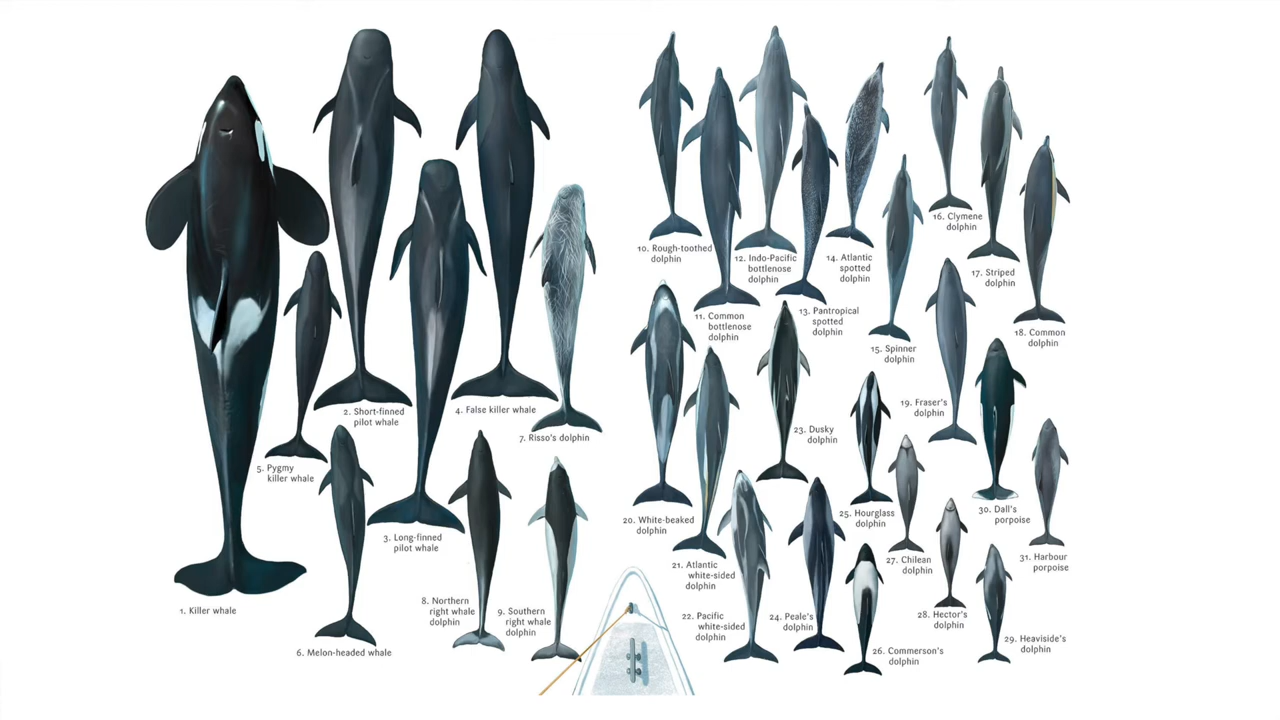 1. Killer whale
2. Short-finned
pilot whale
3. Long-finned
pilot whale
4. False killer whale
5. Pygmy
killer whale
6. Melon-headed whale
7. Risso's dolphin
8. Northern
right whale
dolphin
9. Southern
right whale
dolphin
10. Rough-toothed
dolphin
11. Common
bottlenose
dolphin
12. Indo-Pacific
bottlenose
dolphin
13. Pantropical
spotted
dolphin
14. Atlantic
spotted
dolphin
15. Spinner
dolphin
16. Clymene
dolphin
17. Striped
dolphin
18. Common
dolphin
19. Fraser's
dolphin
20. White-beaked
dolphin
21. Atlantic
white-sided
dolphin
22. Pacific
white-sided
dolphin
23. Dusky
dolphin
24. Peale's
dolphin
25. Hourglass
dolphin
26. Commerson's
dolphin
27. Chilean
dolphin
28. Hector's
dolphin
29. Heaviside's
dolphin
30. Dall's
porpoise
31. Harbour
porpoise